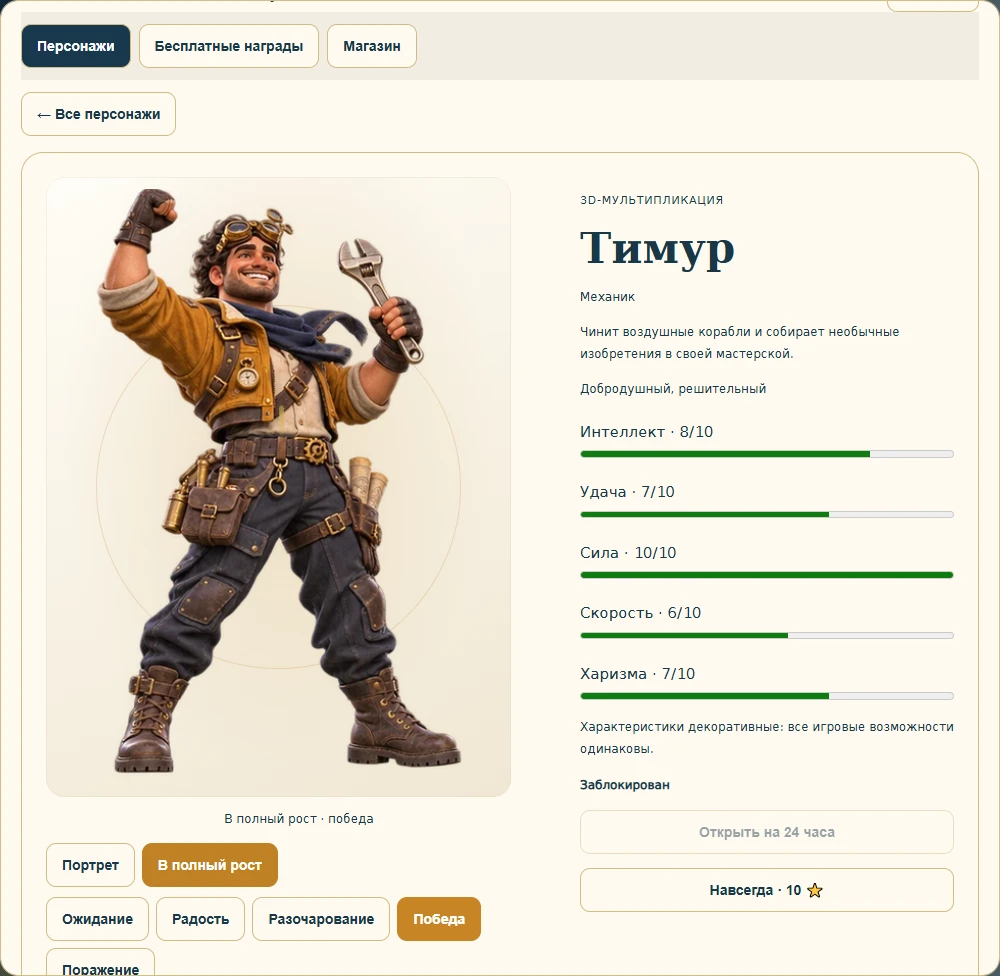 Персонажи
Бесплатные награды
Магазин
← Все персонажи
3D-МУЛЬТИПЛИКАЦИЯ
Тимур
Механик
Чинит воздушные корабли и собирает необычные
изобретения в своей мастерской.
Добродушный, решительный
Интеллект · 8/10
Удача · 7/10
Сила · 10/10
Скорость · 6/10
Харизма · 7/10
Характеристики декоративные: все игровые возможности
одинаковы.
Заблокирован
Открыть на 24 часа
Навсегда · 10 ⭐
В полный рост · победа
Портрет
В полный рост
Ожидание
Радость
Разочарование
Победа
Поражение